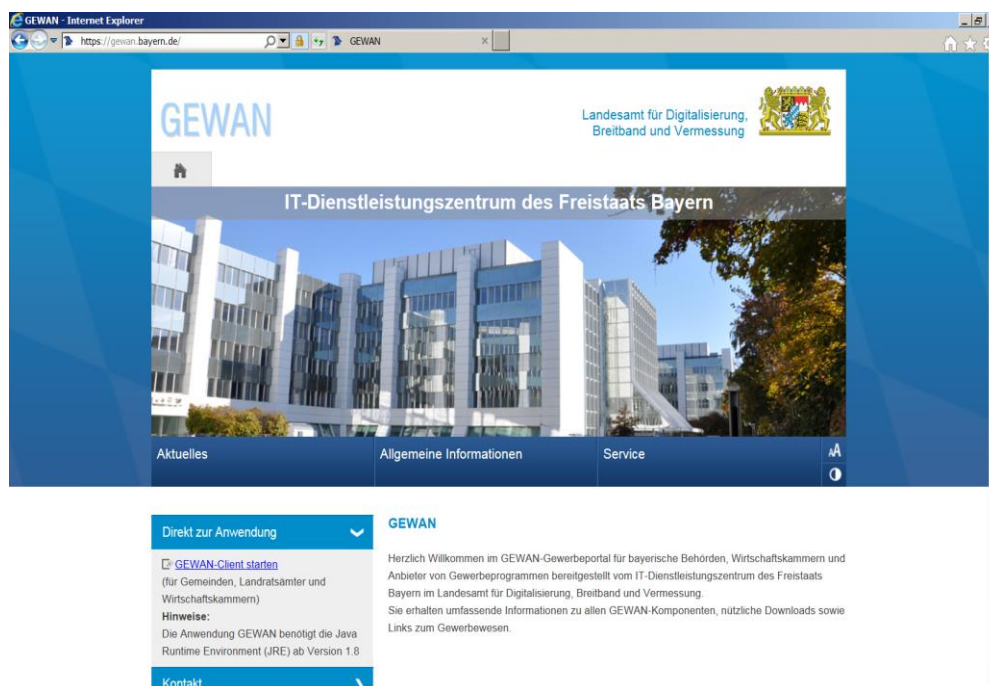 GEWAN - Internet Explorer
https://gewan.bayern.de/
GEWAN
GEWAN
Landesamt für Digitalisierung,
Breitband und Vermessung
IT-Dienstleistungszentrum des Freistaats Bayern
Aktuelles
Allgemeine Informationen
Service
AA
Direkt zur Anwendung
GEWAN-Client starten
(für Gemeinden, Landratsämter und
Wirtschaftskammern)
Hinweise:
Die Anwendung GEWAN benötigt die Java
Runtime Environment (JRE) ab Version 1.8
Kontakt
GEWAN
Herzlich Willkommen im GEWAN-Gewerbeportal für bayerische Behörden, Wirtschaftskammern und
Anbieter von Gewerbeprogrammen bereitgestellt vom IT-Dienstleistungszentrum des Freistaats
Bayern im Landesamt für Digitalisierung, Breitband und Vermessung.
Sie erhalten umfassende Informationen zu allen GEWAN-Komponenten, nützliche Downloads sowie
Links zum Gewerbewesen.